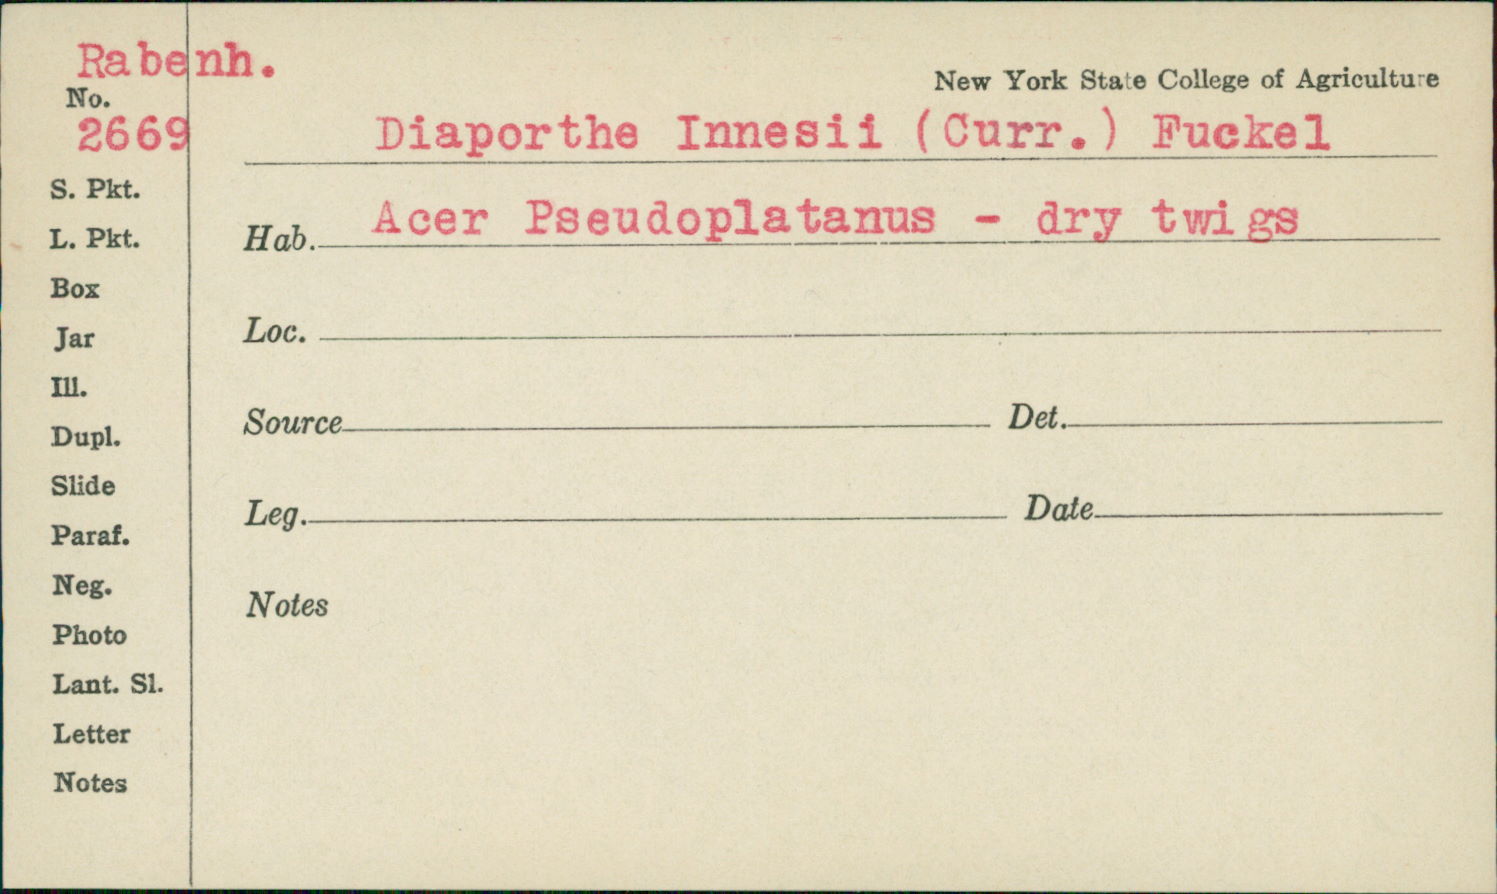 Rabenh.
New York State College of Agriculture
No.
2669
Diaporthe Innesii (Curr.) Fuckel
S. Pkt.
Hab. Acer Pseudoplatanus - dry twigs
L. Pkt.
Box
Loc.
Jar
Ill.
Source Det.
Dupl.
Slide
Leg. Date
Paraf.
Neg.
Notes
Photo
Lant. Sl.
Letter
Notes